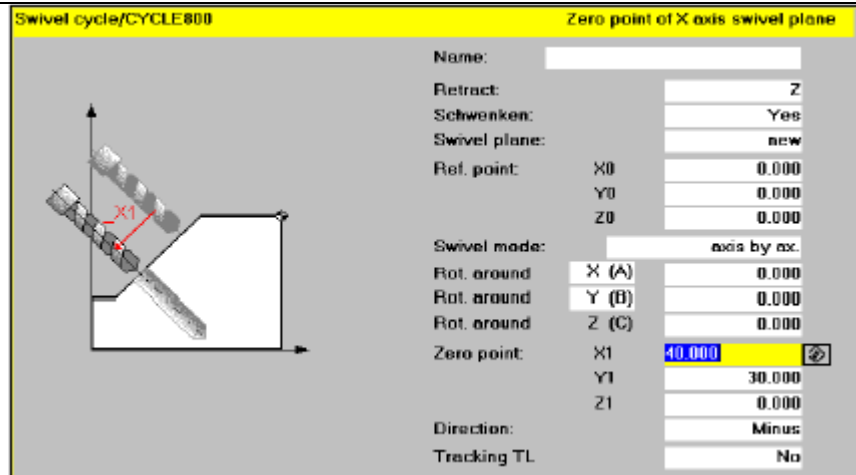 Swivel cycle/CYCLE800 Zero point of X axis swivel plane
Name:
Retract: Z
Schwenken: Yes
Swivel plane: new
Ref. point: X0 0.000
Y0 0.000
Z0 0.000
Swivel mode: axis by ax.
Rot. around X (A) 0.000
Rot. around Y (B) 0.000
Rot. around Z (C) 0.000
Zero point: X1 40.000
Y1 30.000
Z1 0.000
Direction: Minus
Tracking TL No
_X1